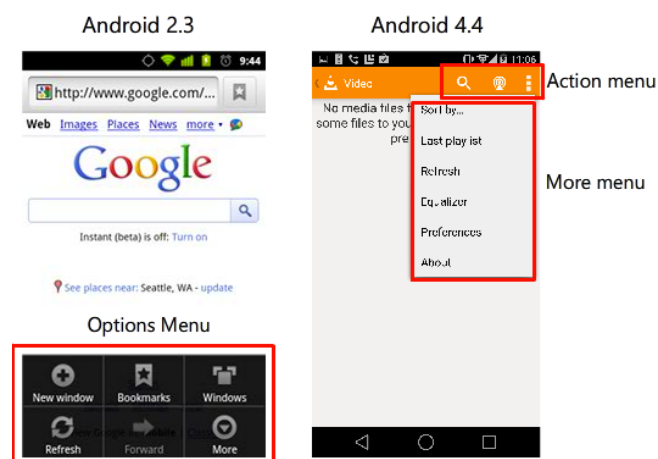 Android 2.3
Android 4.4
9:44
http://www.google.com/...
Web Images Places News more
Google
Instant (beta) is off: Turn on
See places near: Seattle, WA - update
Options Menu
New window Bookmarks Windows
Refresh Forward More
11:06
Video
Action menu
No media files
some files to you
pre
Sort by...
Last playlist
Refresh
Equalizer
Preferences
About
More menu